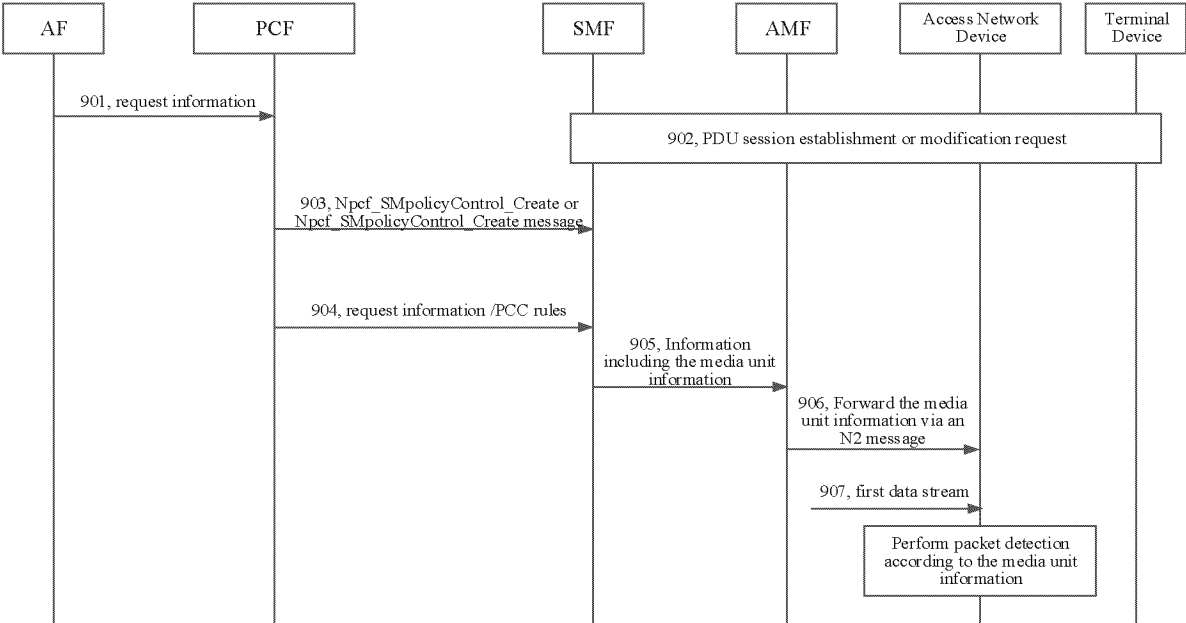 AF
PCF
SMF
AMF
Access Network
Device
Terminal
Device
901, request information
902, PDU session establishment or modification request
903, Npcf_SMpolicyControl_Create or
Npcf_SMpolicyControl_Create message
904, request information /PCC rules
905, Information
including the media unit
information
906, Forward the media
unit information via an
N2 message
907, first data stream
Perform packet detection
according to the media unit
information